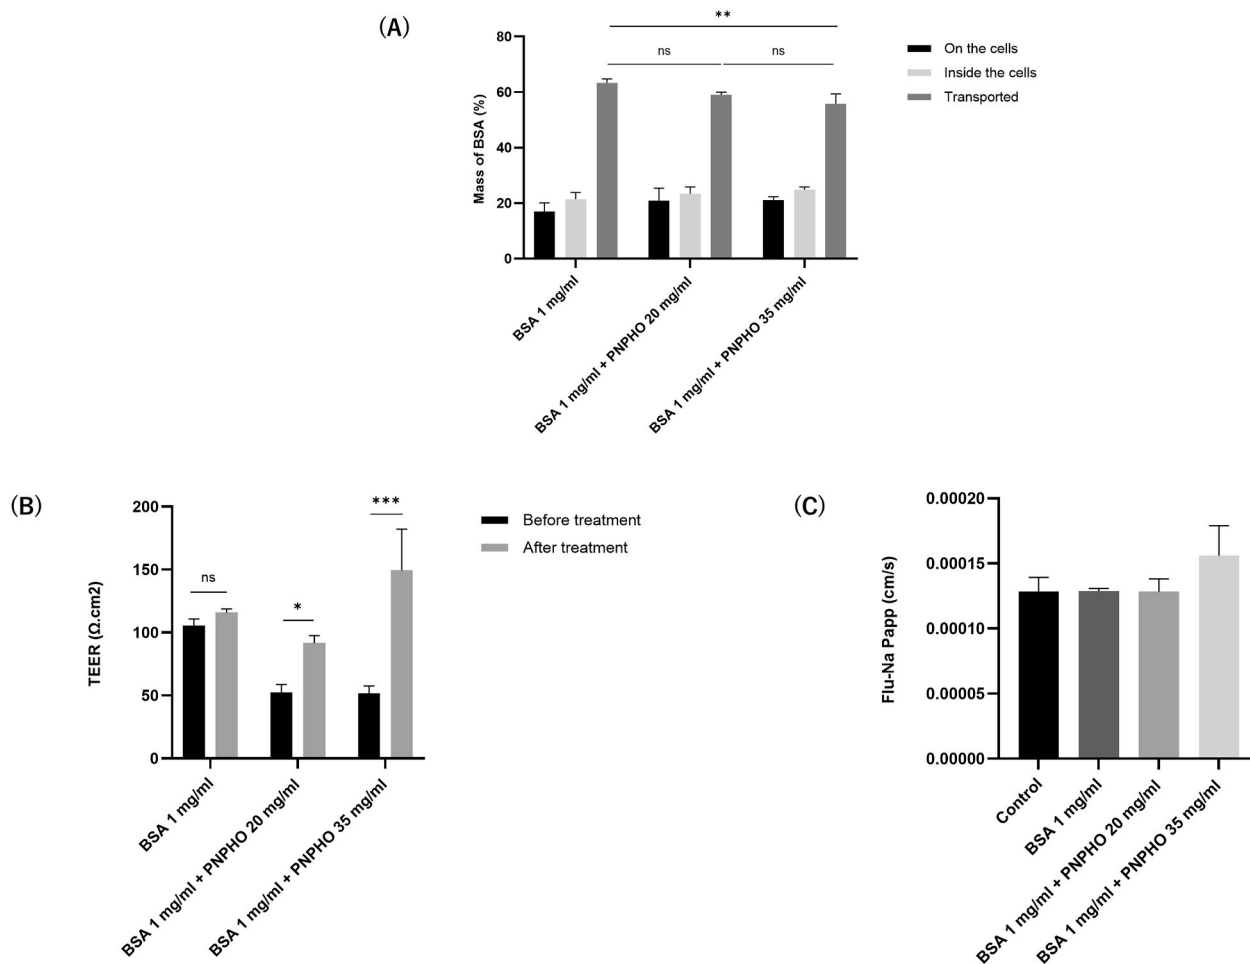 (A)
**
ns
ns
80
60
40
20
0
Mass of BSA (%)
BSA 1 mg/ml
BSA 1 mg/ml + PNPHO 20 mg/ml
BSA 1 mg/ml + PNPHO 35 mg/ml
On the cells
Inside the cells
Transported
(B)
200
150
100
50
0
TEER (Ω.cm2)
ns
*
***
BSA 1 mg/ml
BSA 1 mg/ml + PNPHO 20 mg/ml
BSA 1 mg/ml + PNPHO 35 mg/ml
Before treatment
After treatment
(C)
0.00020
0.00015
0.00010
0.00005
0.00000
Flu-Na Papp (cm/s)
Control
BSA 1 mg/ml
BSA 1 mg/ml + PNPHO 20 mg/ml
BSA 1 mg/ml + PNPHO 35 mg/ml